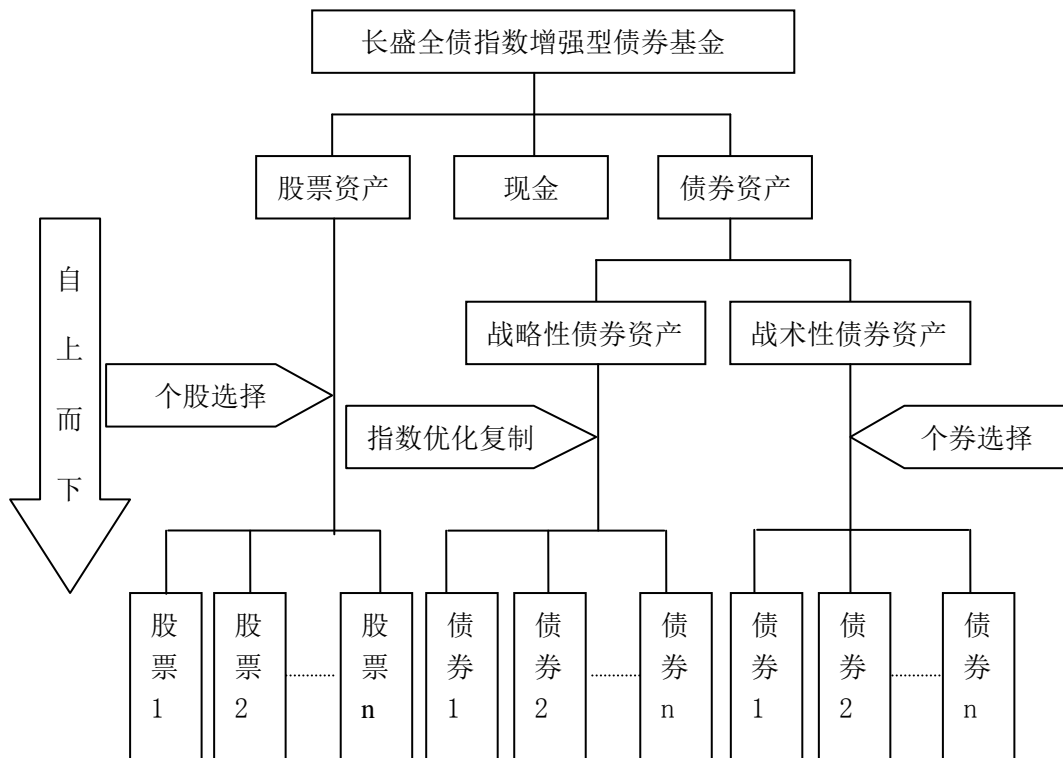 长盛全债指数增强型债券基金
股票资产
现金
债券资产
自上而下
战略性债券资产
战术性债券资产
个股选择
指数优化复制
个券选择
股票1
股票2
股票n
债券1
债券2
债券n
债券1
债券2
债券n